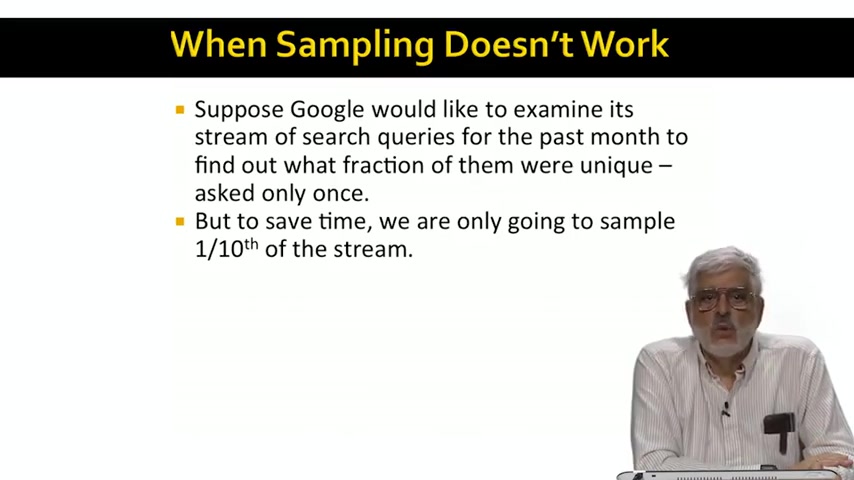 When Sampling Doesn't Work
▪ Suppose Google would like to examine its
stream of search queries for the past month to
find out what fraction of them were unique –
asked only once.
▪ But to save time, we are only going to sample
1/10th of the stream.